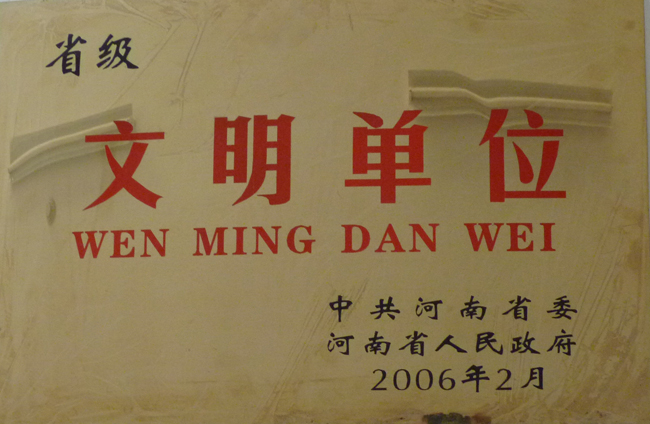 省级
文明单位
WEN MING DAN WEI
中共河南省委
河南省人民政府
2006年2月